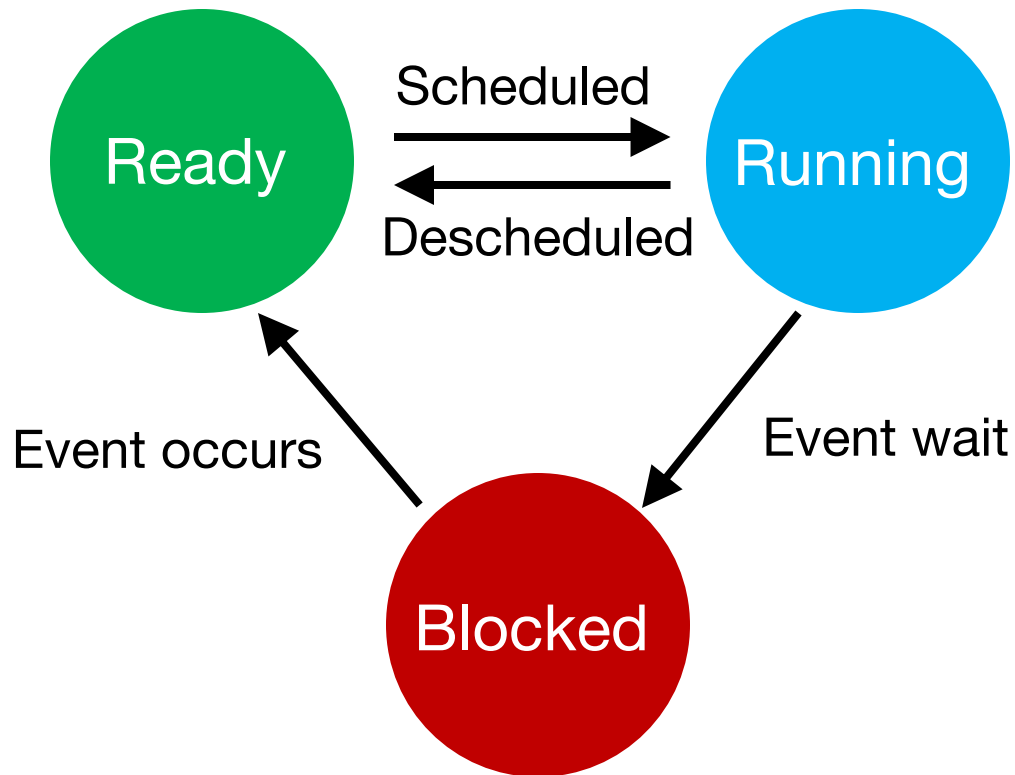 Scheduled
Ready
Running
Descheduled
Event occurs
Event wait
Blocked